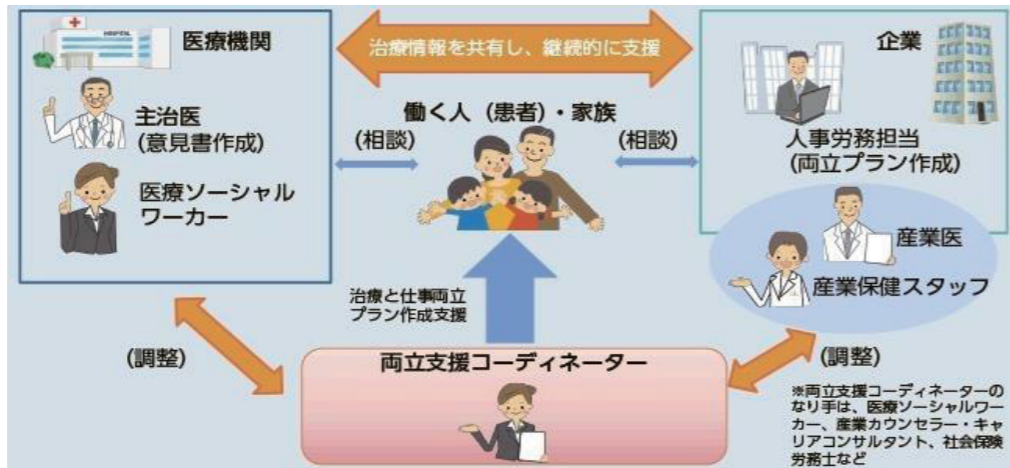 HOSPITAL
医療機関
主治医
(意見書作成)
医療ソーシャル
ワーカー
治療情報を共有し、継続的に支援
働く人（患者）・家族
(相談)
(相談)
企業
人事労務担当
(両立プラン作成)
産業医
産業保健スタッフ
治療と仕事両立
プラン作成支援
(調整)
両立支援コーディネーター
(調整)
※両立支援コーディネーターの
なり手は、医療ソーシャルワー
カー、産業カウンセラー・キャ
リアコンサルタント、社会保険
労務士など